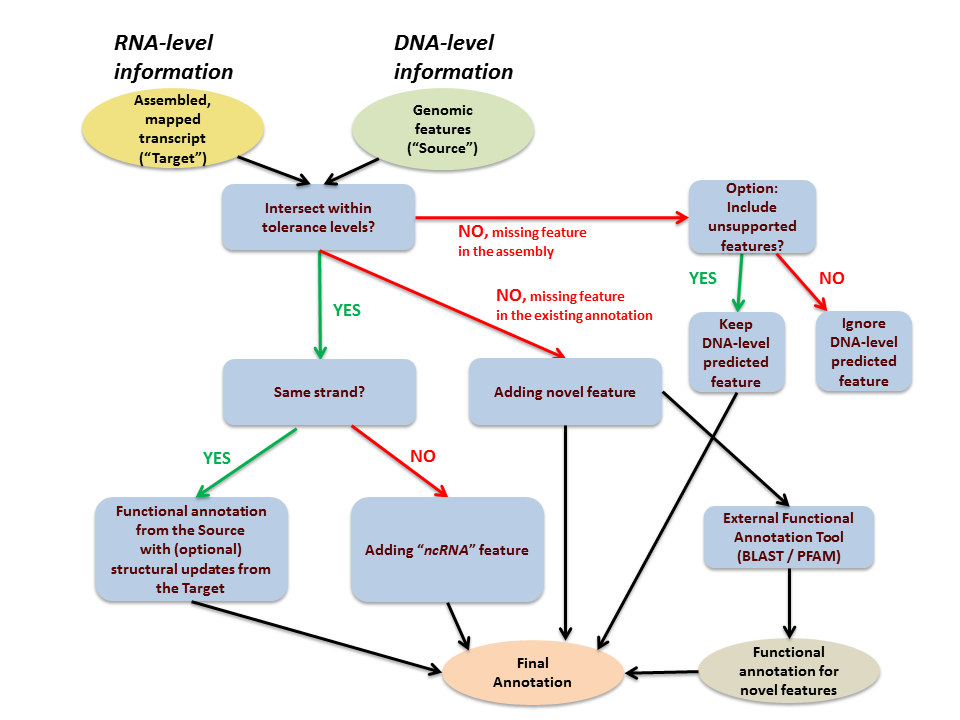 RNA-level
information
DNA-level
information
Assembled,
mapped
transcript
(“Target”)
Genomic
features
(“Source”)
Intersect within
tolerance levels?
Option:
Include
unsupported
features?
NO, missing feature
in the assembly
YES
NO
NO, missing feature
in the existing annotation
YES
Keep
DNA-level
predicted
feature
Ignore
DNA-level
predicted
feature
Same strand?
Adding novel feature
YES
NO
Functional annotation
from the Source
with (optional)
structural updates from
the Target
Adding “ncRNA” feature
External Functional
Annotation Tool
(BLAST / PFAM)
Final
Annotation
Functional
annotation for
novel features